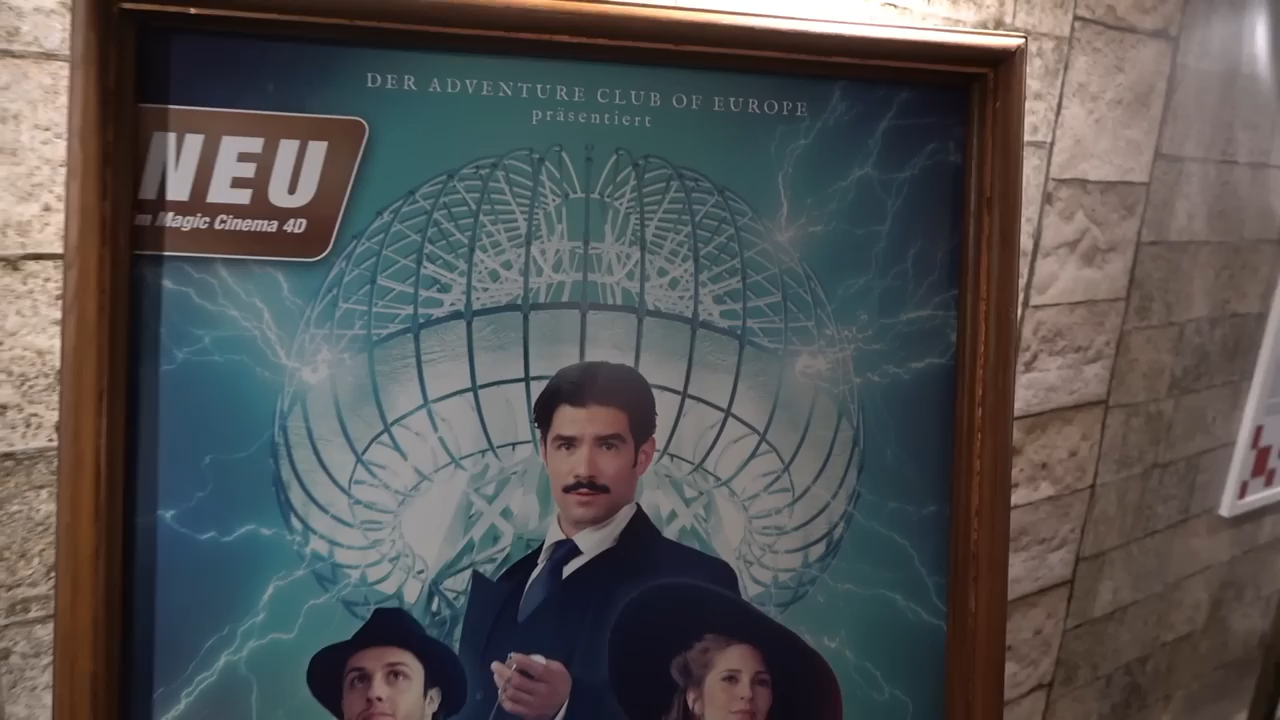 DER ADVENTURE CLUB OF EUROPE
präsentiert
NEU
m Magic Cinema 4D